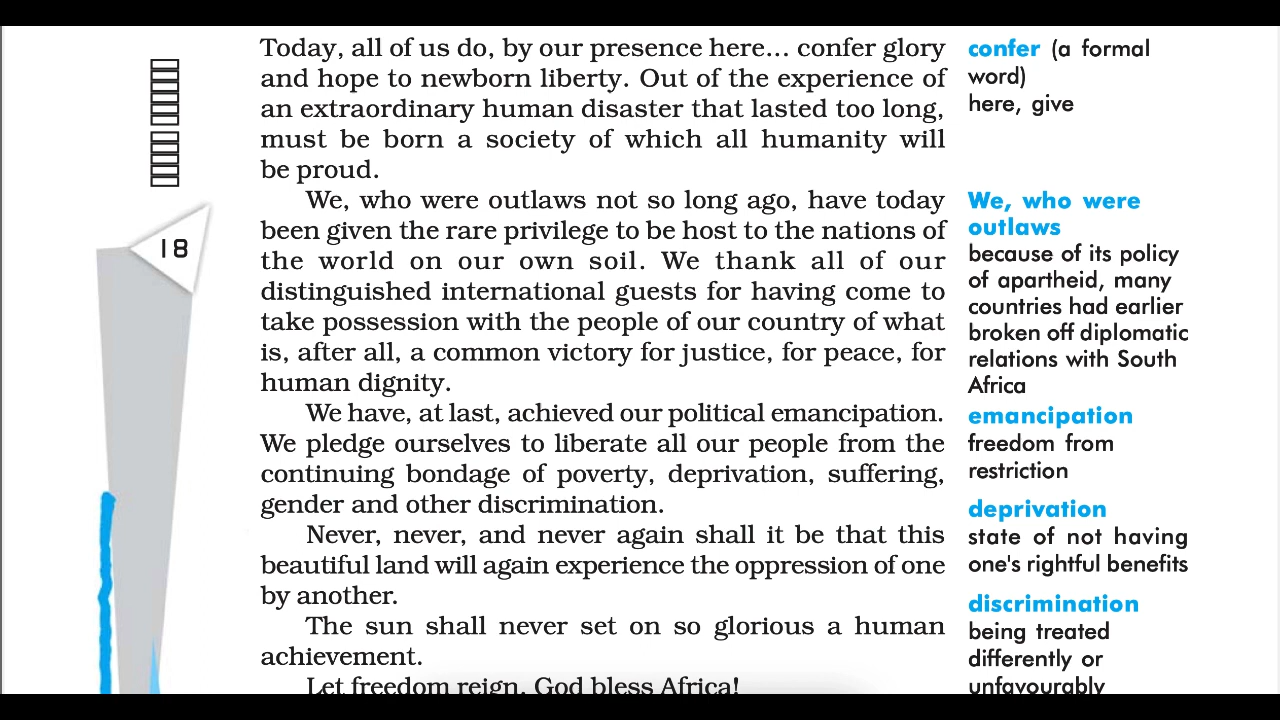 Today, all of us do, by our presence here... confer glory
and hope to newborn liberty. Out of the experience of
an extraordinary human disaster that lasted too long,
must be born a society of which all humanity will
be proud.
We, who were outlaws not so long ago, have today
been given the rare privilege to be host to the nations of
the world on our own soil. We thank all of our
distinguished international guests for having come to
take possession with the people of our country of what
is, after all, a common victory for justice, for peace, for
human dignity.
We have, at last, achieved our political emancipation.
We pledge ourselves to liberate all our people from the
continuing bondage of poverty, deprivation, suffering,
gender and other discrimination.
Never, never, and never again shall it be that this
beautiful land will again experience the oppression of one
by another.
The sun shall never set on so glorious a human
achievement.
Let freedom reign. God bless Africa!
confer (a formal
word)
here, give
We, who were
outlaws
because of its policy
of apartheid, many
countries had earlier
broken off diplomatic
relations with South
Africa
emancipation
freedom from
restriction
deprivation
state of not having
one's rightful benefits
discrimination
being treated
differently or
unfavourably
18